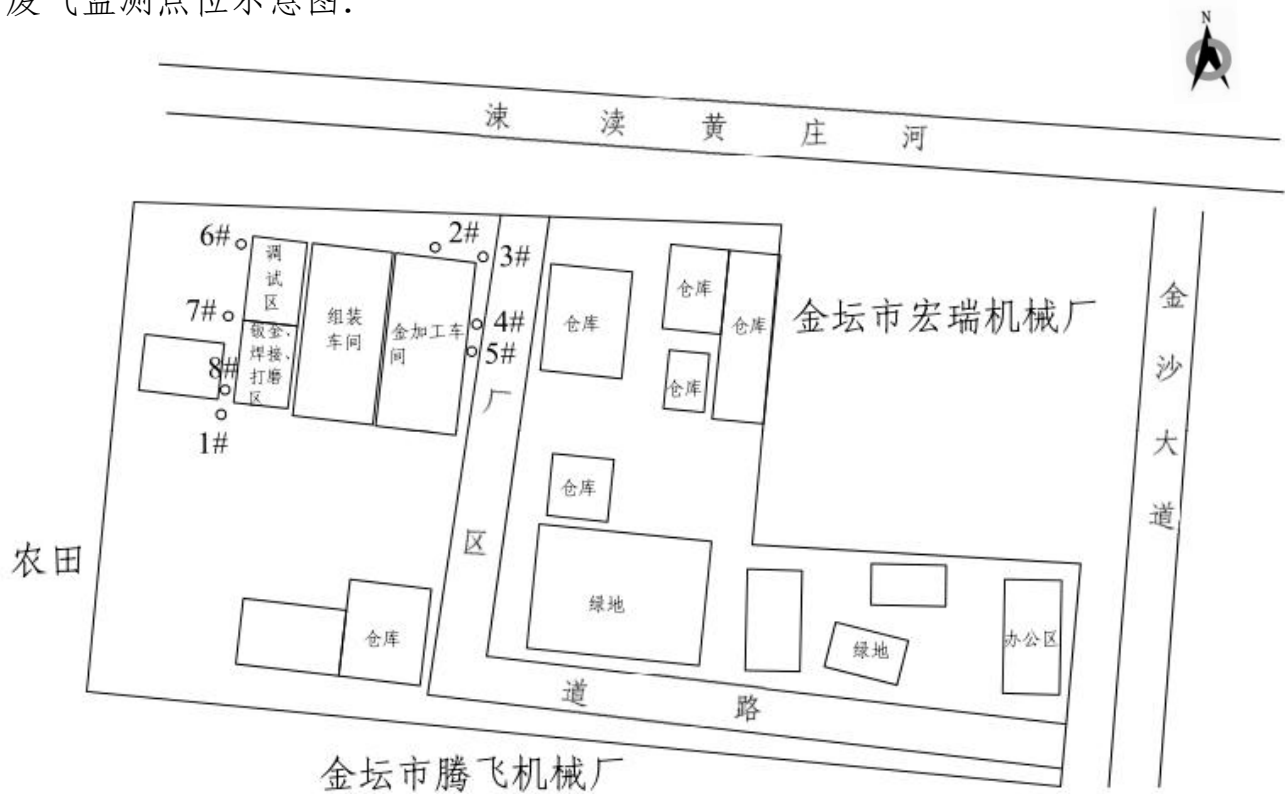 废气监测点位示意图:
N
涑渎黄庄河
6#
2#
3#
调试区
7#
4#
5#
组装
车间
金加工车
间
钣金、
焊接、
打磨
区
8#
1#
仓库
仓库
仓库
仓库
金坛市宏瑞机械厂
金沙大道
厂区
仓库
农田
绿地
仓库
绿地
办公区
道路
金坛市腾飞机械厂